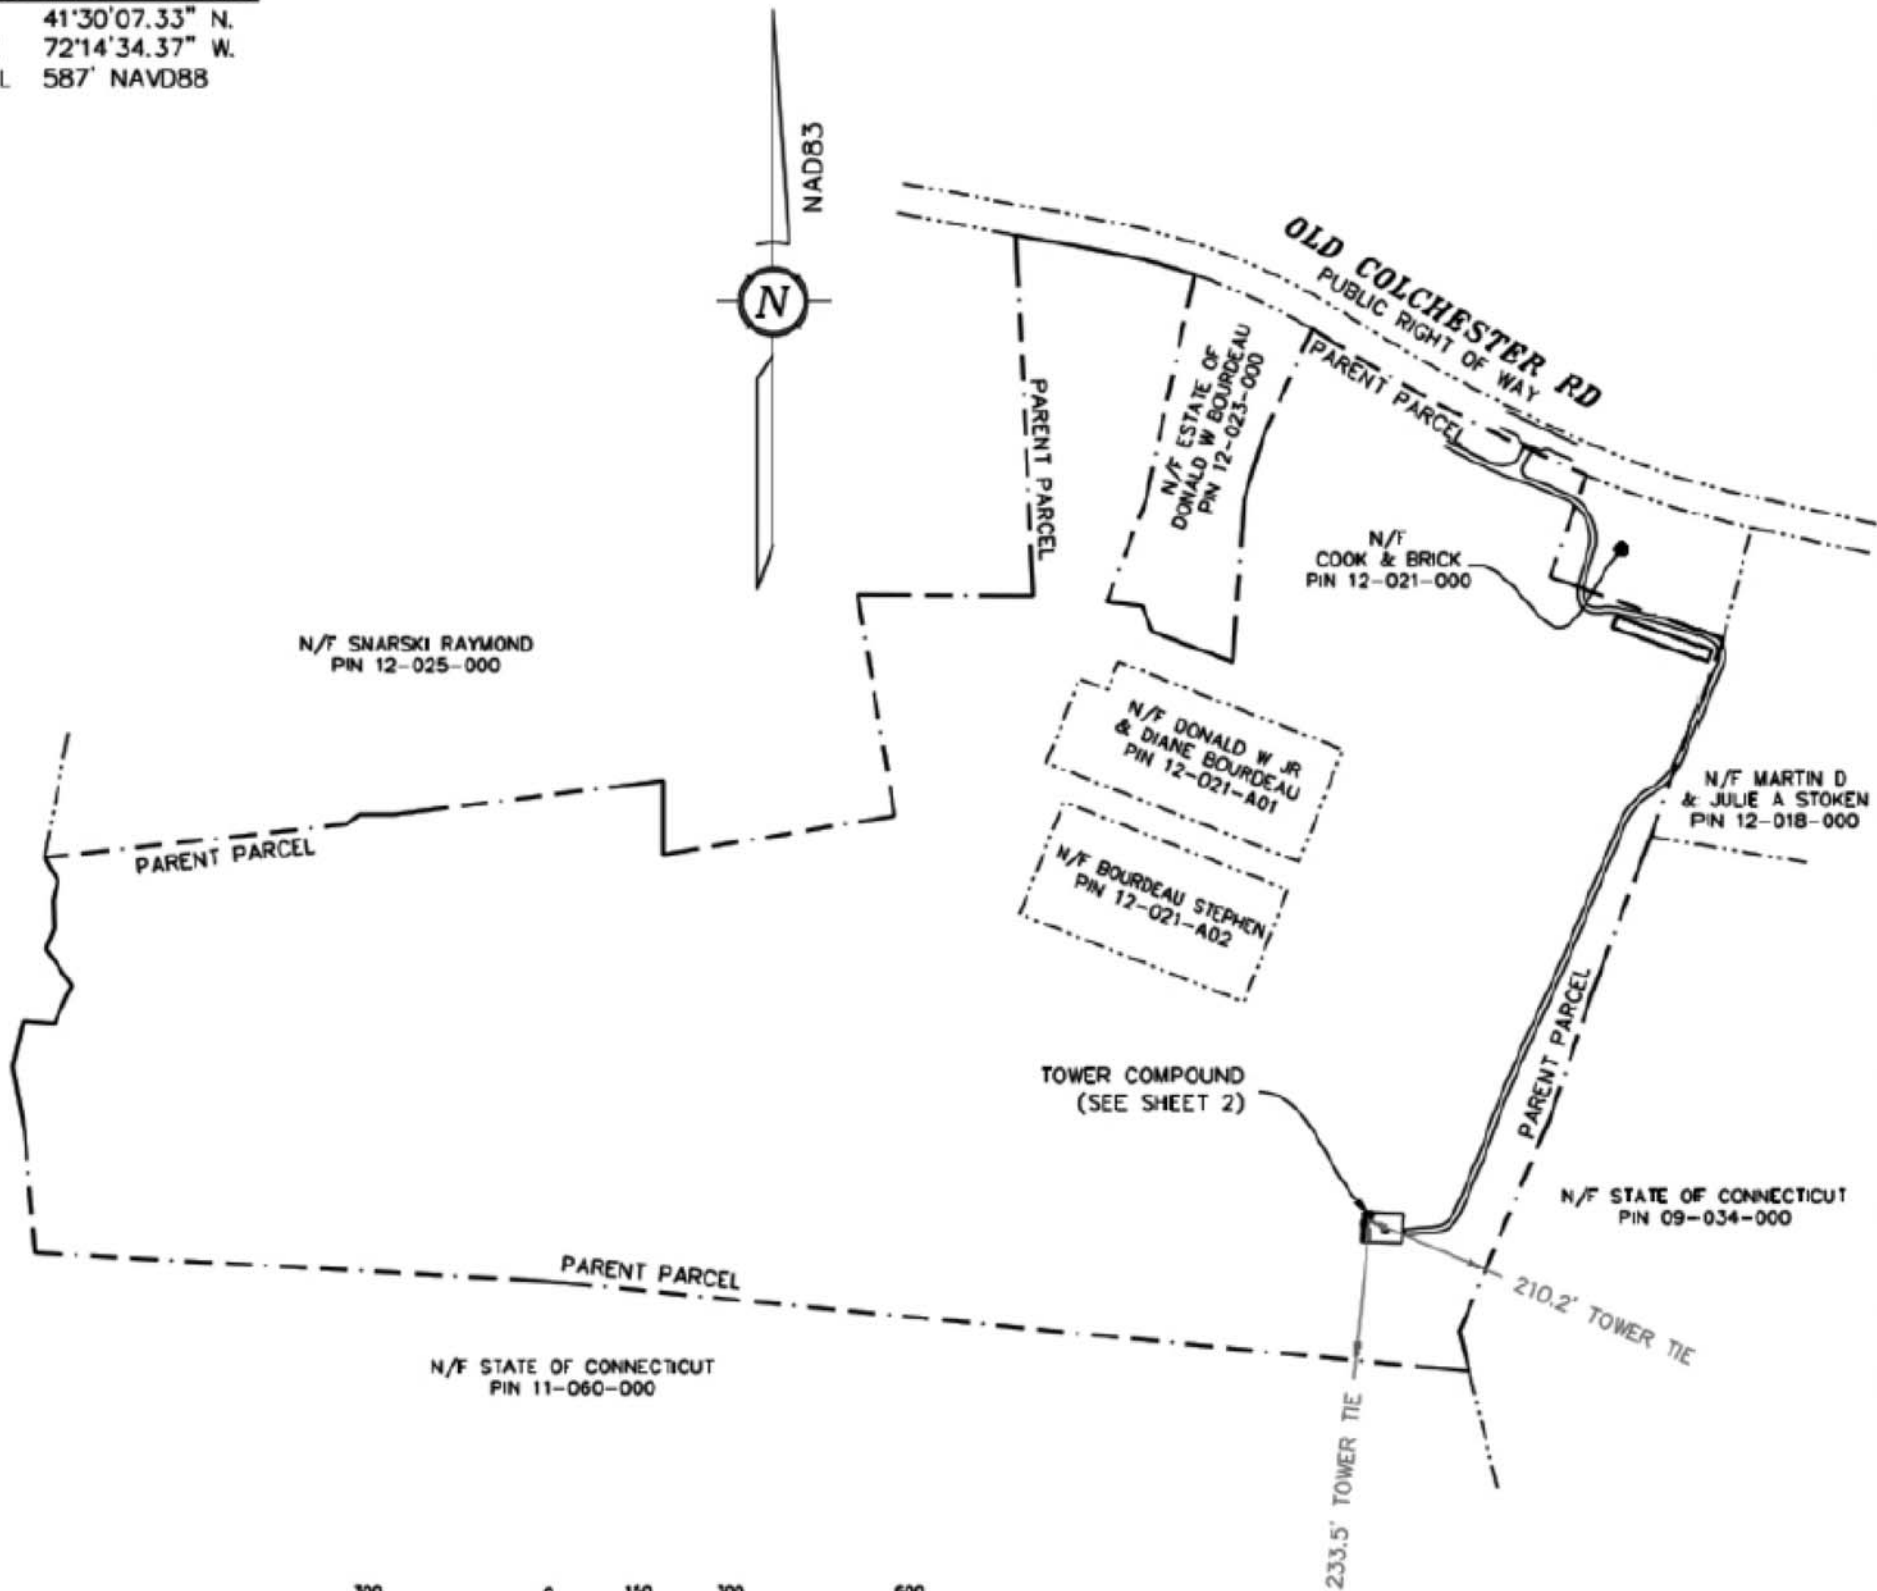 41°30'07.33" N.
72°14'34.37" W.
L 587' NAVD88
NAD83
N
OLD COLCHESTER RD
PUBLIC RIGHT OF WAY
PARENT PARCEL
PARENT PARCEL
N/F ESTATE OF
DONALD W BOURDEAU
PIN 12-023-000
N/F
COOK & BRICK
PIN 12-021-000
N/F SNARSKI RAYMOND
PIN 12-025-000
N/F DONALD W JR
& DIANE BOURDEAU
PIN 12-021-A01
N/F MARTIN D
& JULIE A STOKEN
PIN 12-018-000
PARENT PARCEL
N/F BOURDEAU STEPHEN
PIN 12-021-A02
PARENT PARCEL
TOWER COMPOUND
(SEE SHEET 2)
N/F STATE OF CONNECTICUT
PIN 09-034-000
PARENT PARCEL
210.2' TOWER TIE
N/F STATE OF CONNECTICUT
PIN 11-060-000
233.5' TOWER TIE
300 0 150 300 600